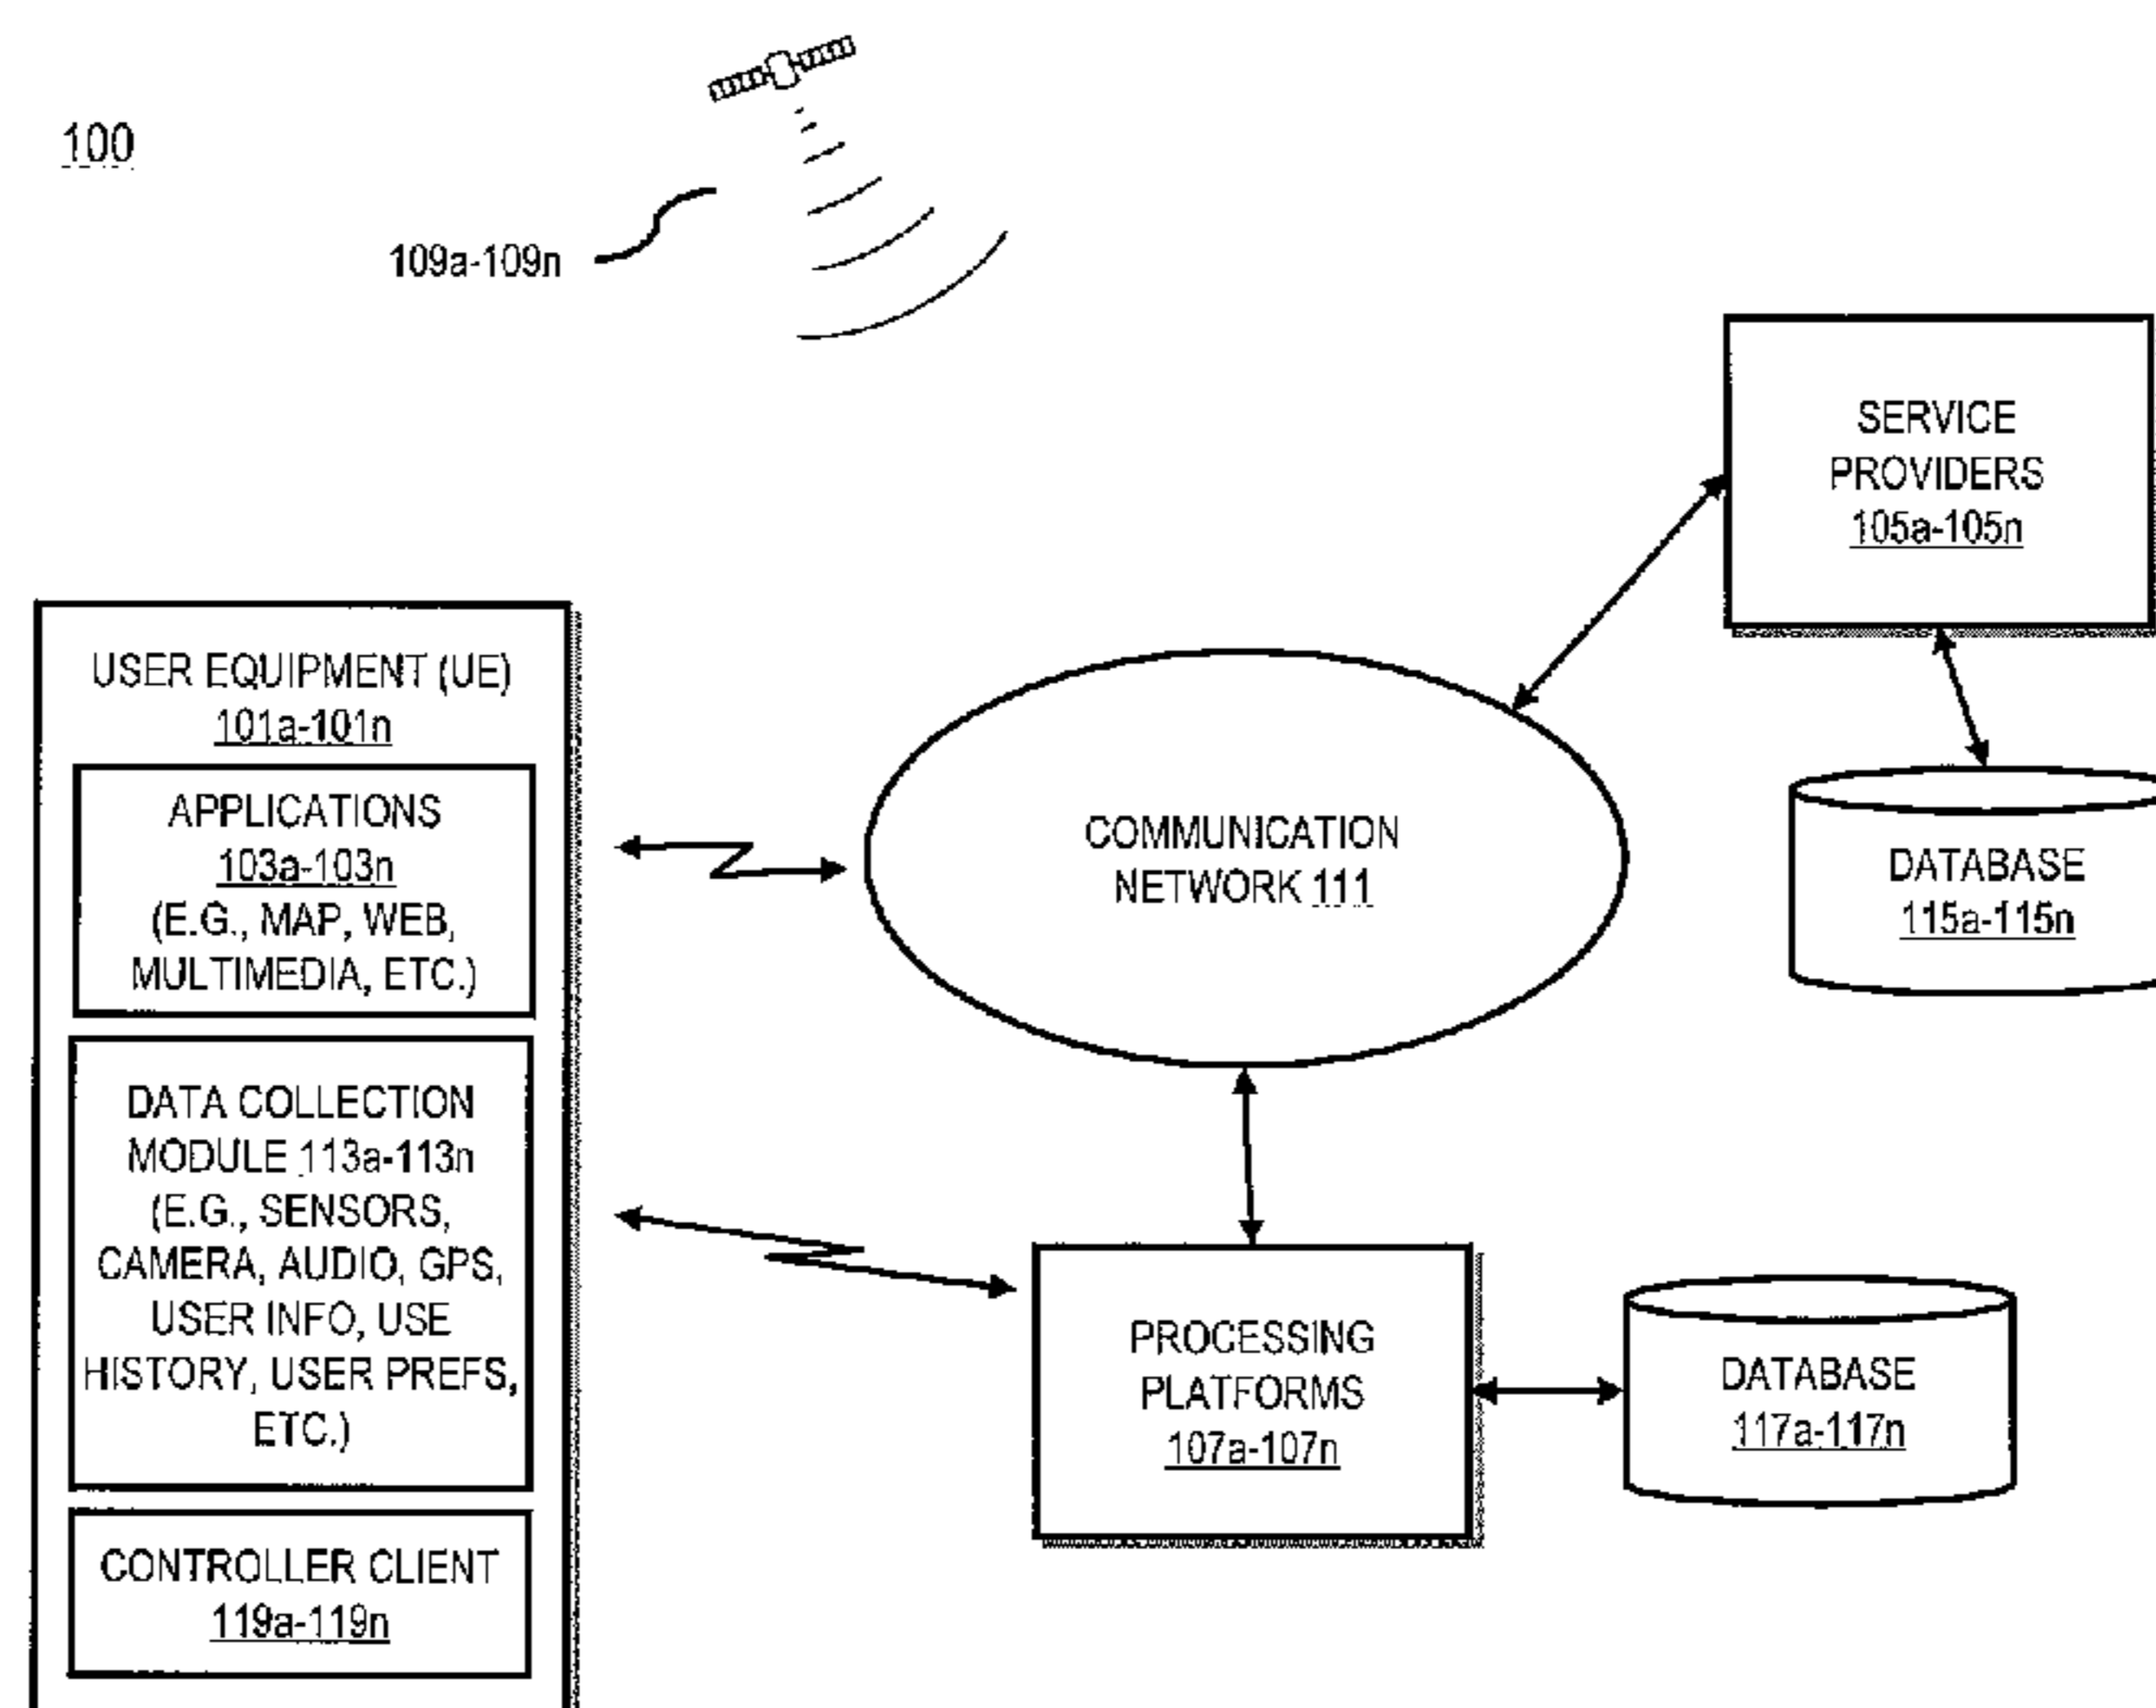 100
109a-109n
SERVICE
PROVIDERS
105a-105n
USER EQUIPMENT (UE)
101a-101n
APPLICATIONS
103a-103n
(E.G., MAP, WEB,
MULTIMEDIA, ETC.)
COMMUNICATION
NETWORK 111
DATABASE
115a-115n
DATA COLLECTION
MODULE 113a-113n
(E.G., SENSORS,
CAMERA, AUDIO, GPS,
USER INFO, USE
HISTORY, USER PREFS,
ETC.)
PROCESSING
PLATFORMS
107a-107n
DATABASE
117a-117n
CONTROLLER CLIENT
119a-119n